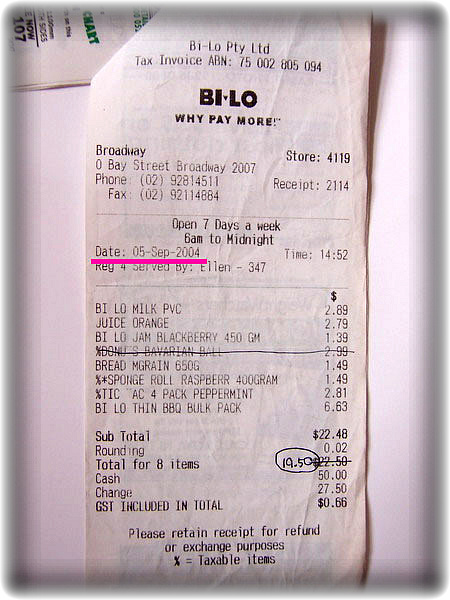 107
Bi-Lo Pty Ltd
Tax Invoice ABN: 75 002 805 094
BI-LO
WHY PAY MORE!™
Broadway Store: 4119
0 Bay Street Broadway 2007
Phone : (02) 92814511 Receipt: 2114
Fax: (02) 92114884
Open 7 Days a week
6am to Midnight
Date: 05-Sep-2004 Time: 14:52
Reg 4 Served By: Ellen - 347
$
BI LO MILK PVC 2.89
JUICE ORANGE 2.79
BI LO JAM BLACKBERRY 450 GM 1.39
%DONU'S BAVARIAN BALL 2.99
BREAD MGRAIN 650G 1.49
%*SPONGE ROLL RASPBERR 400GRAM 1.49
%TIC TAC 4 PACK PEPPERMINT 2.81
BI LO THIN BBQ BULK PACK 6.63
Sub Total $22.48
Rounding 0.02
Total for 8 items 19.50 $22.50
Cash 50.00
Change 27.50
GST INCLUDED IN TOTAL $0.66
Please retain receipt for refund
or exchange purposes
% = Taxable items